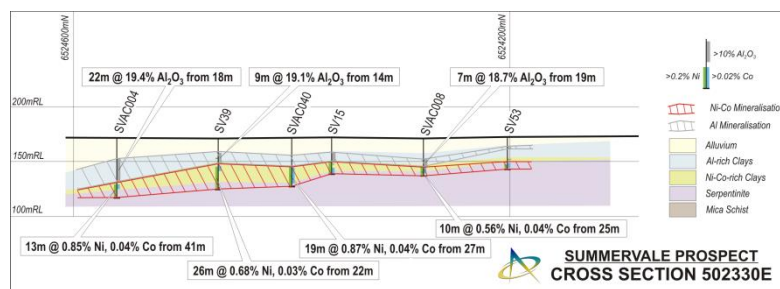 6524600mN
6524200mN
22m @ 19.4% Al₂O₃ from 18m
9m @ 19.1% Al₂O₃ from 14m
7m @ 18.7% Al₂O₃ from 19m
200mRL
150mRL
100mRL
SVAC004
SV39
SVAC040
SV15
SVAC008
SV53
13m @ 0.85% Ni, 0.04% Co from 41m
26m @ 0.68% Ni, 0.03% Co from 22m
19m @ 0.87% Ni, 0.04% Co from 27m
10m @ 0.56% Ni, 0.04% Co from 25m
>10% Al₂O₃
>0.2% Ni
>0.02% Co
Ni-Co Mineralisation
Al Mineralisation
Alluvium
Al-rich Clays
Ni-Co-rich Clays
Serpentinite
Mica Schist
SUMMERVALE PROSPECT
CROSS SECTION 502330E